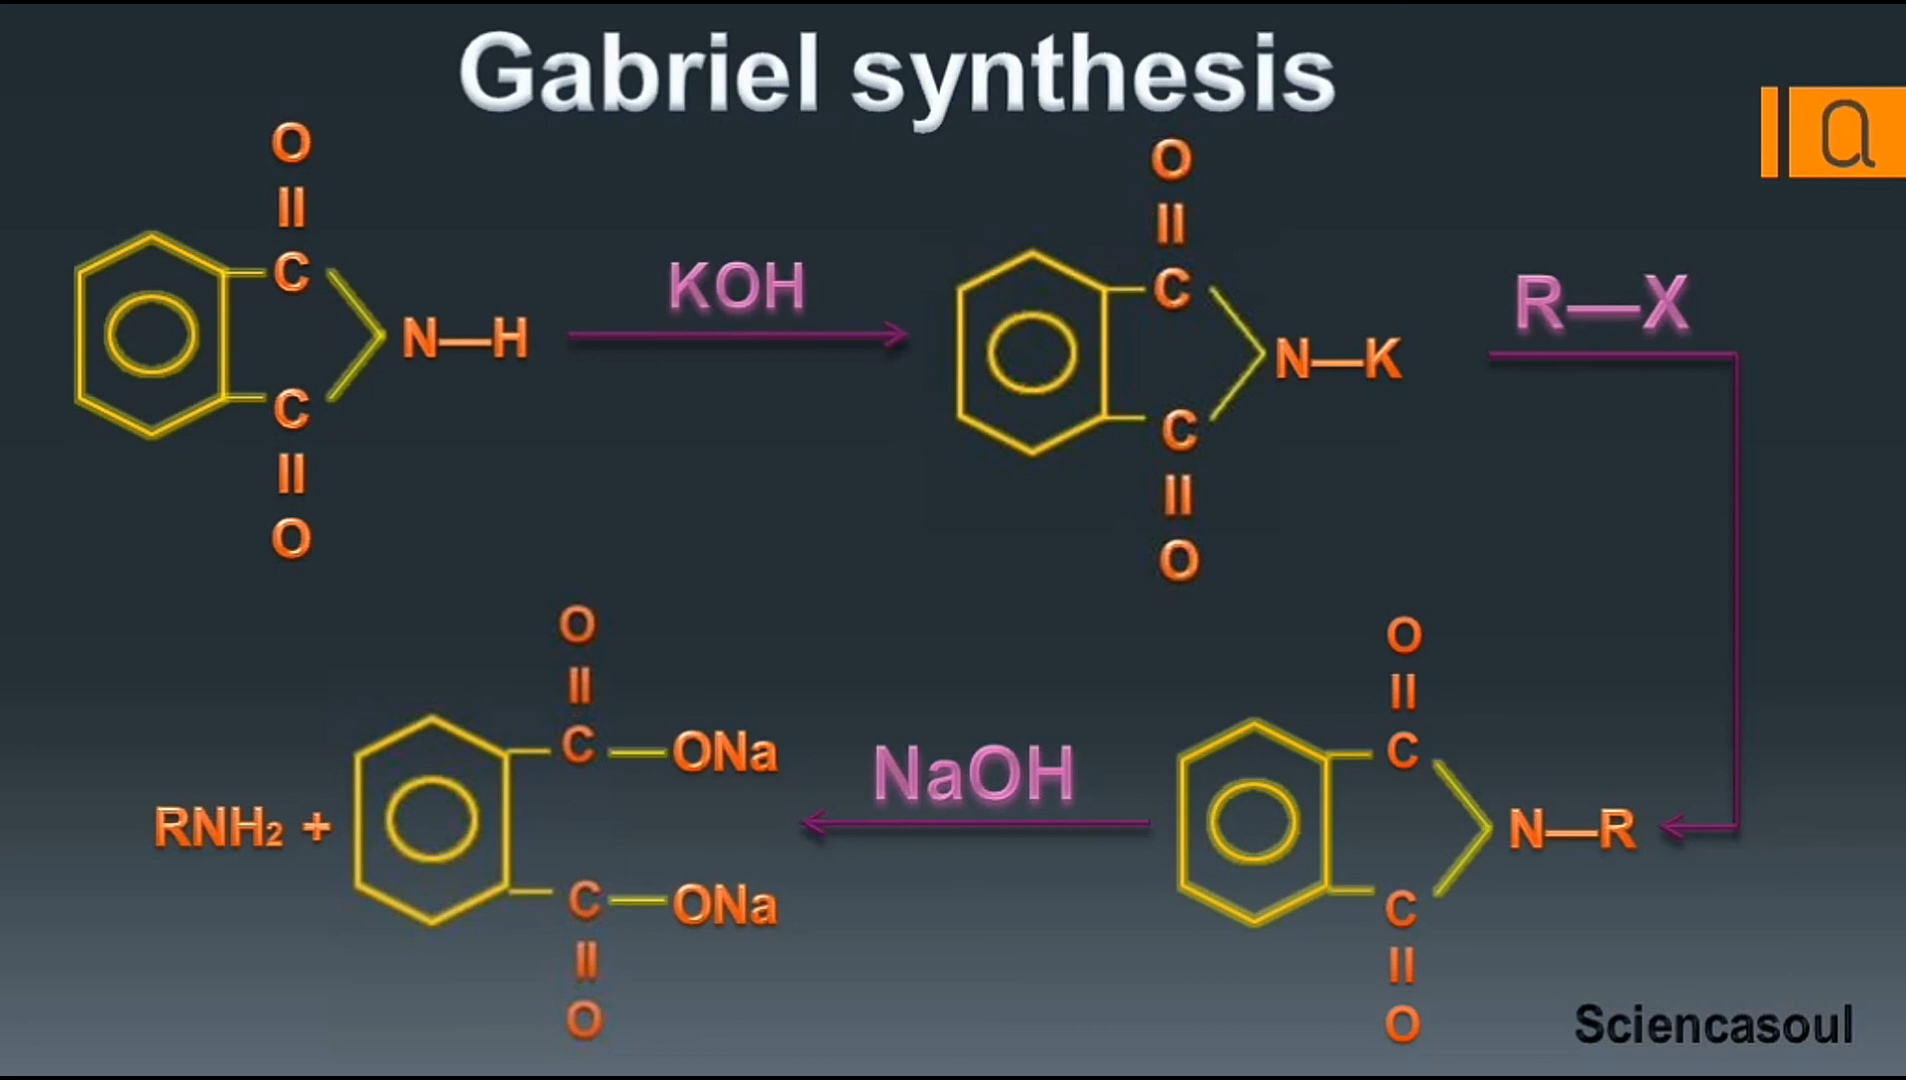 Gabriel synthesis
a
O
O
C
C
KOH
R—X
N—H
N—K
C
C
O
O
O
O
C—ONa
C
NaOH
RNH₂ +
N—R
C—ONa
C
O
O
Sciencasoul